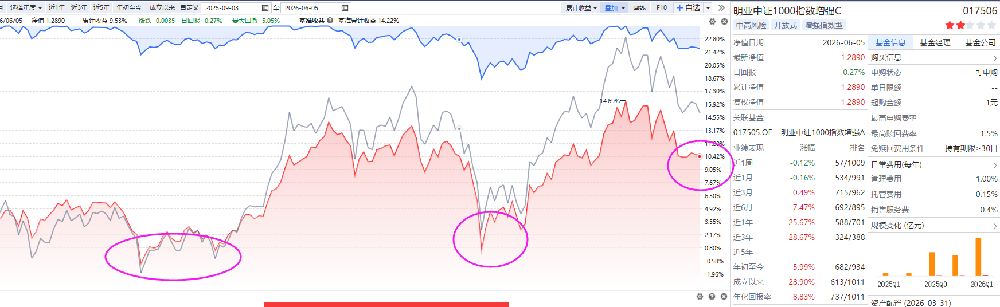 月 选择年度 近1年 近3年 近5年 年初至今 成立以来 自定义 2025-09-03 至 2026-06-05 累计收益 叠加 画线 F10 自选
6/06/05 净值 1.2890 累计收益 9.53% 涨跌 -0.0035 日回报 -0.27% 最大回撤 -5.05% 基准收益 基准累计收益 14.22%
22.80%
21.42%
20.05%
18.67%
17.30%
15.92%
14.55%
13.17%
11.80%
10.42%
9.05%
7.67%
6.30%
4.92%
3.55%
2.17%
0.80%
-0.58%
-1.96%
14.69%→
明亚中证1000指数增强C 017506
中高风险 开放式 增强指数型
净值日期 2026-06-05
最新净值 1.2890
日回报 -0.27%
累计净值 1.2890
复权净值 1.2890
关联基金
017505.OF 明亚中证1000指数增强A
业绩表现 涨幅 排名
近1周 -0.12% 57/1009
近1月 -0.16% 534/991
近3月 0.49% 715/962
近6月 7.47% 692/895
近1年 25.67% 588/701
近3年 28.67% 324/388
近5年 -- --
年初至今 5.99% 682/934
成立以来 28.90% 613/1011
年化回报率 8.83% 737/1011
基金信息 基金经理 基金公司
购买信息
申购状态 可申购
单日限额 --
起购金额 1元
最高申购费率 --
最高赎回费率 1.5%
免赎回费用条件 持有期限≥30日
日常费用(每年)
管理费用 1.00%
托管费用 0.15%
销售服务费 0.4%
规模变化 (亿元)
2025Q1 2025Q3 2026Q1
资产配置 (2026-03-31)